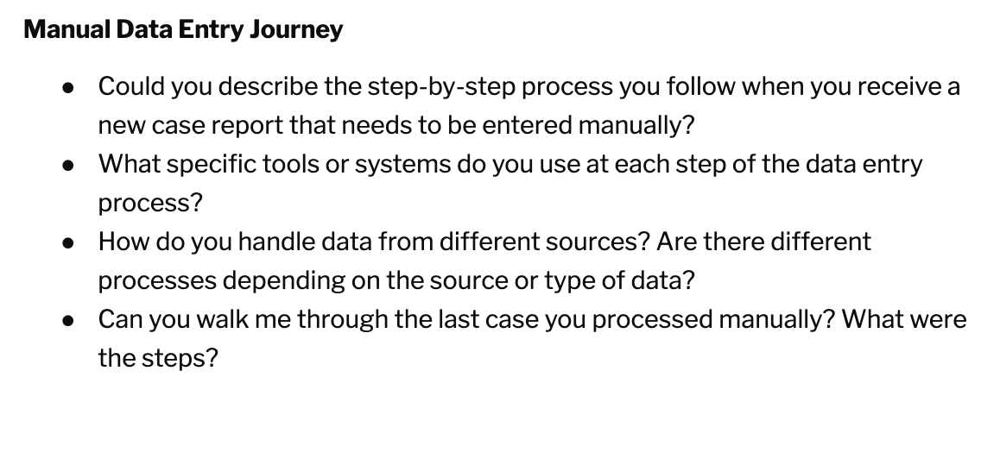 Manual Data Entry Journey
● Could you describe the step-by-step process you follow when you receive a
new case report that needs to be entered manually?
● What specific tools or systems do you use at each step of the data entry
process?
● How do you handle data from different sources? Are there different
processes depending on the source or type of data?
● Can you walk me through the last case you processed manually? What were
the steps?